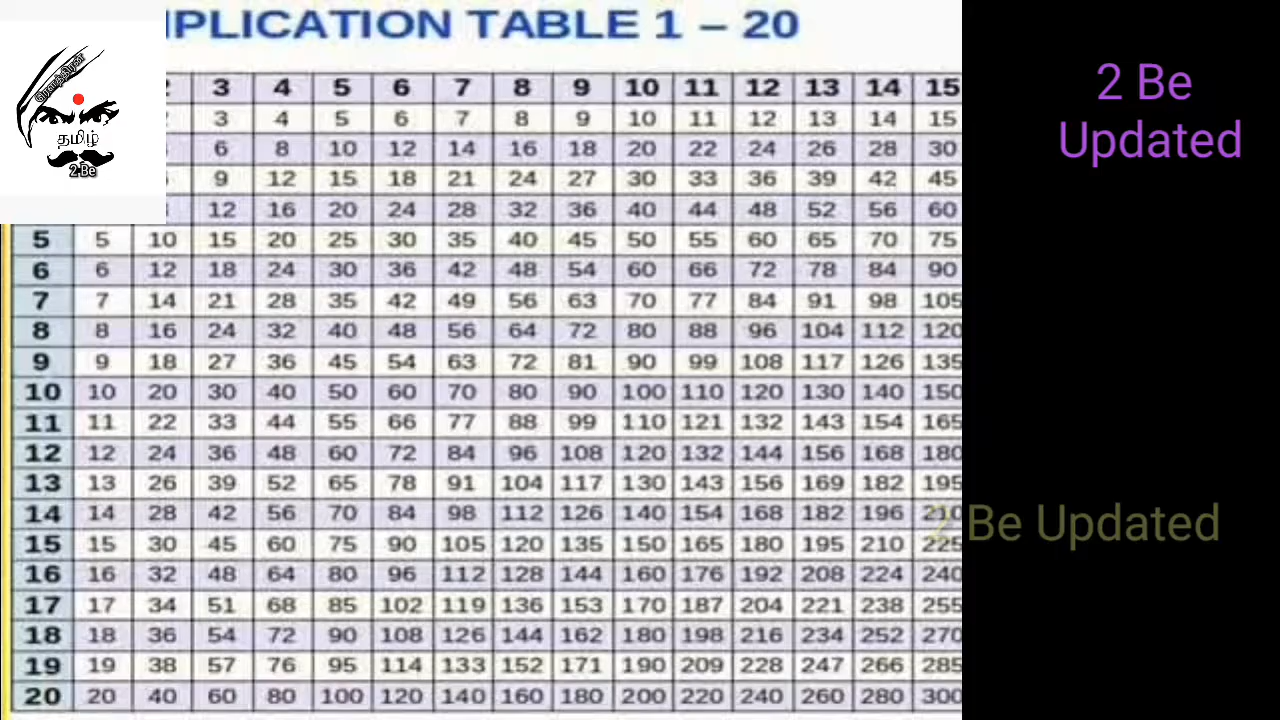 IPLICATION TABLE 1 – 20
தமிழ்
2 Be
3 4 5 6 7 8 9 10 11 12 13 14 15
3 4 5 6 7 8 9 10 11 12 13 14 15
6 8 10 12 14 16 18 20 22 24 26 28 30
9 12 15 18 21 24 27 30 33 36 39 42 45
12 16 20 24 28 32 36 40 44 48 52 56 60
5 5 10 15 20 25 30 35 40 45 50 55 60 65 70 75
6 6 12 18 24 30 36 42 48 54 60 66 72 78 84 90
7 7 14 21 28 35 42 49 56 63 70 77 84 91 98 105
8 8 16 24 32 40 48 56 64 72 80 88 96 104 112 120
9 9 18 27 36 45 54 63 72 81 90 99 108 117 126 135
10 10 20 30 40 50 60 70 80 90 100 110 120 130 140 150
11 11 22 33 44 55 66 77 88 99 110 121 132 143 154 165
12 12 24 36 48 60 72 84 96 108 120 132 144 156 168 180
13 13 26 39 52 65 78 91 104 117 130 143 156 169 182 195
14 14 28 42 56 70 84 98 112 126 140 154 168 182 196 210
15 15 30 45 60 75 90 105 120 135 150 165 180 195 210 225
16 16 32 48 64 80 96 112 128 144 160 176 192 208 224 240
17 17 34 51 68 85 102 119 136 153 170 187 204 221 238 255
18 18 36 54 72 90 108 126 144 162 180 198 216 234 252 270
19 19 38 57 76 95 114 133 152 171 190 209 228 247 266 285
20 20 40 60 80 100 120 140 160 180 200 220 240 260 280 300
2 Be
Updated
2 Be Updated